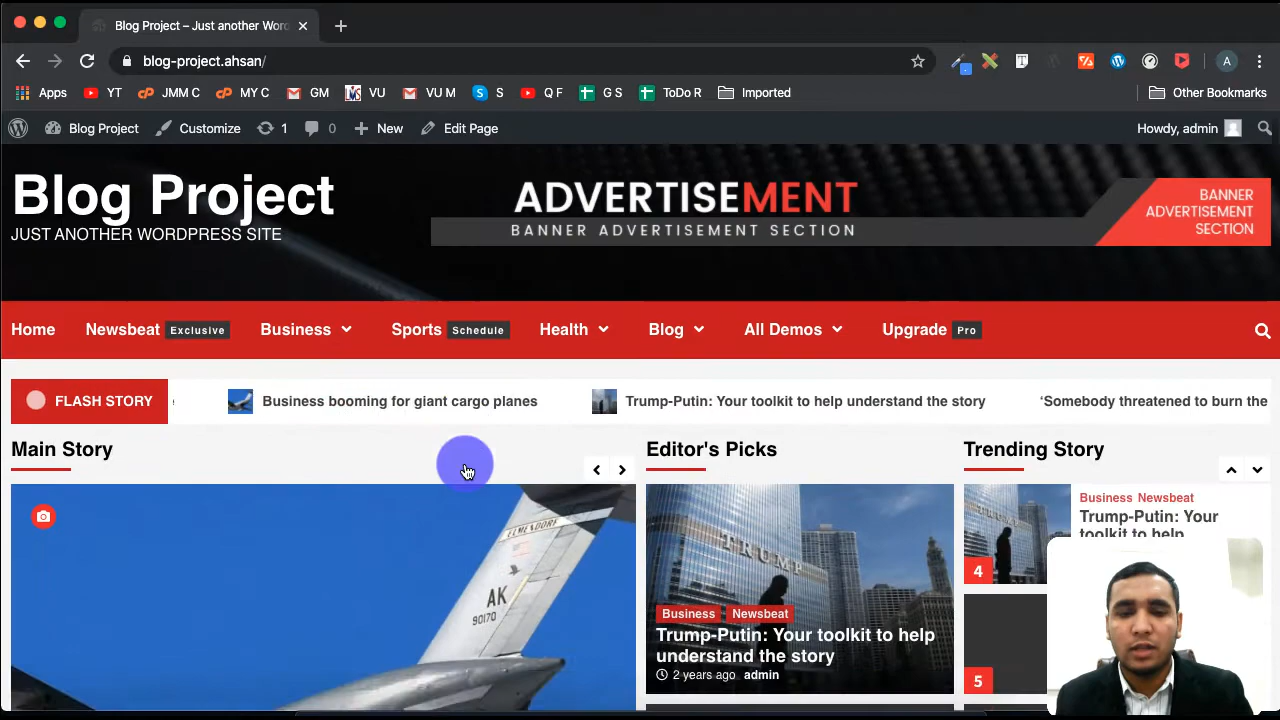 Blog Project – Just another Word
blog-project.ahsan/
A
Apps YT JMM C MY C GM VU VU M S Q F G S ToDo R Imported Other Bookmarks
Blog Project Customize 1 0 New Edit Page Howdy, admin
Blog Project
JUST ANOTHER WORDPRESS SITE
ADVERTISEMENT
BANNER ADVERTISEMENT SECTION
BANNER
ADVERTISEMENT
SECTION
Home Newsbeat Exclusive Business Sports Schedule Health Blog All Demos Upgrade Pro
FLASH STORY Business booming for giant cargo planes Trump-Putin: Your toolkit to help understand the story ‘Somebody threatened to burn the
Main Story
ELMENDORF
AK
90170
Editor's Picks
TRUMP
Business Newsbeat
Trump-Putin: Your toolkit to help
understand the story
2 years ago admin
Trending Story
Business Newsbeat
Trump-Putin: Your
toolkit to help
4
5